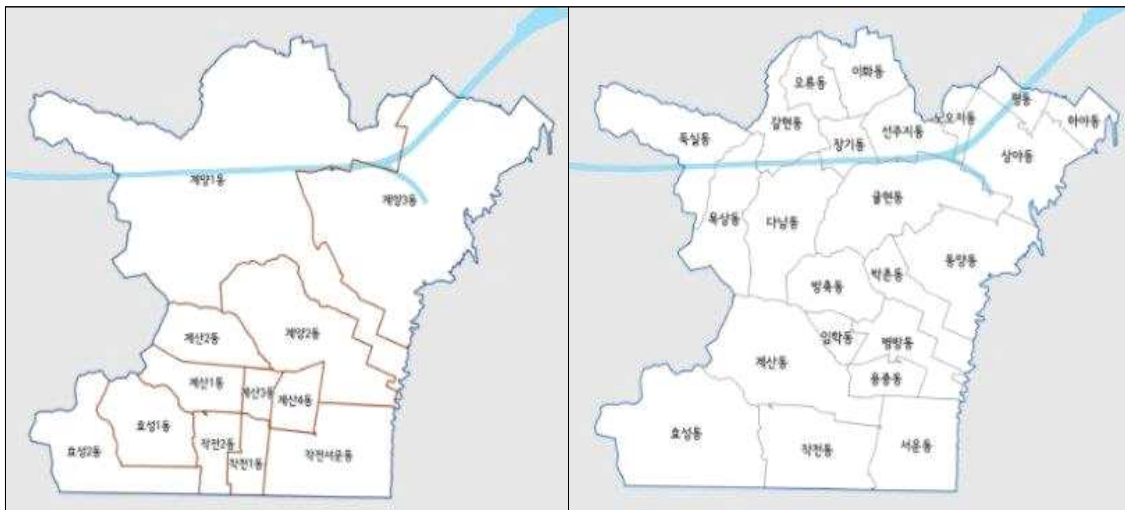 계양1동
계양3동
계양2동
계산2동
계산1동
계산3동
계산4동
효성1동
효성2동
작전2동
작전1동
작전서운동
오류동
이화동
평동
하야동
노오지동
갈현동
선주지동
둑실동
장기동
상야동
귤현동
목상동
다남동
동양동
박촌동
방축동
임학동
병방동
계산동
용종동
효성동
작전동
서운동